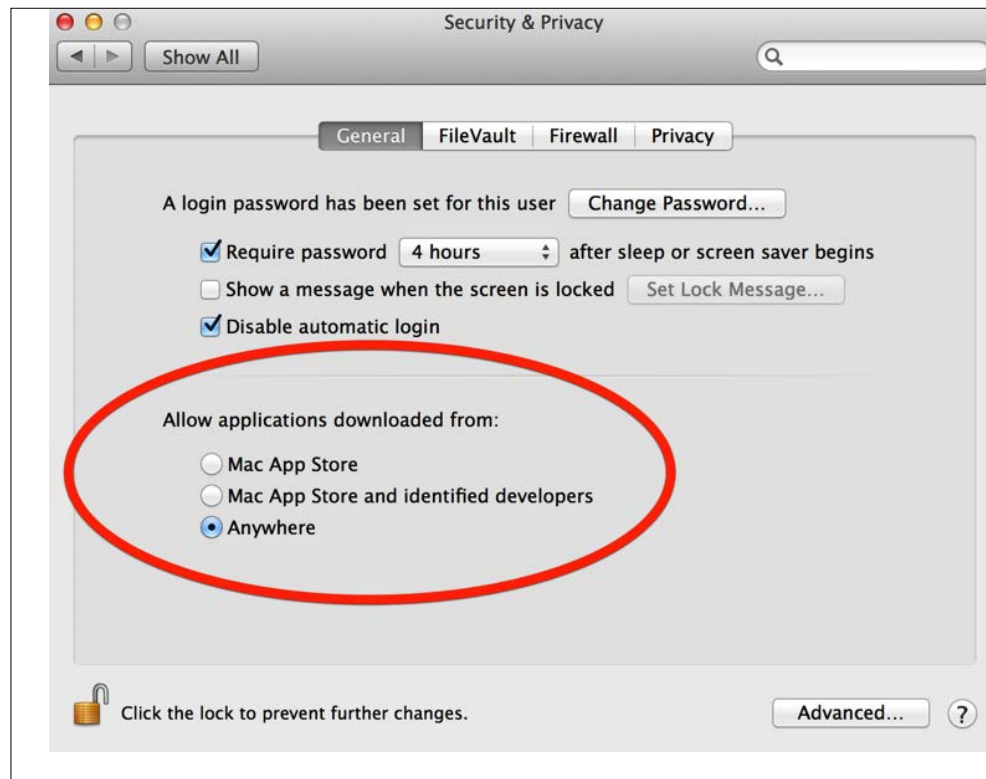 Security & Privacy
Show All
General FileVault Firewall Privacy
A login password has been set for this user Change Password...
Require password 4 hours after sleep or screen saver begins
Show a message when the screen is locked Set Lock Message...
Disable automatic login
Allow applications downloaded from:
Mac App Store
Mac App Store and identified developers
Anywhere
Click the lock to prevent further changes. Advanced... ?